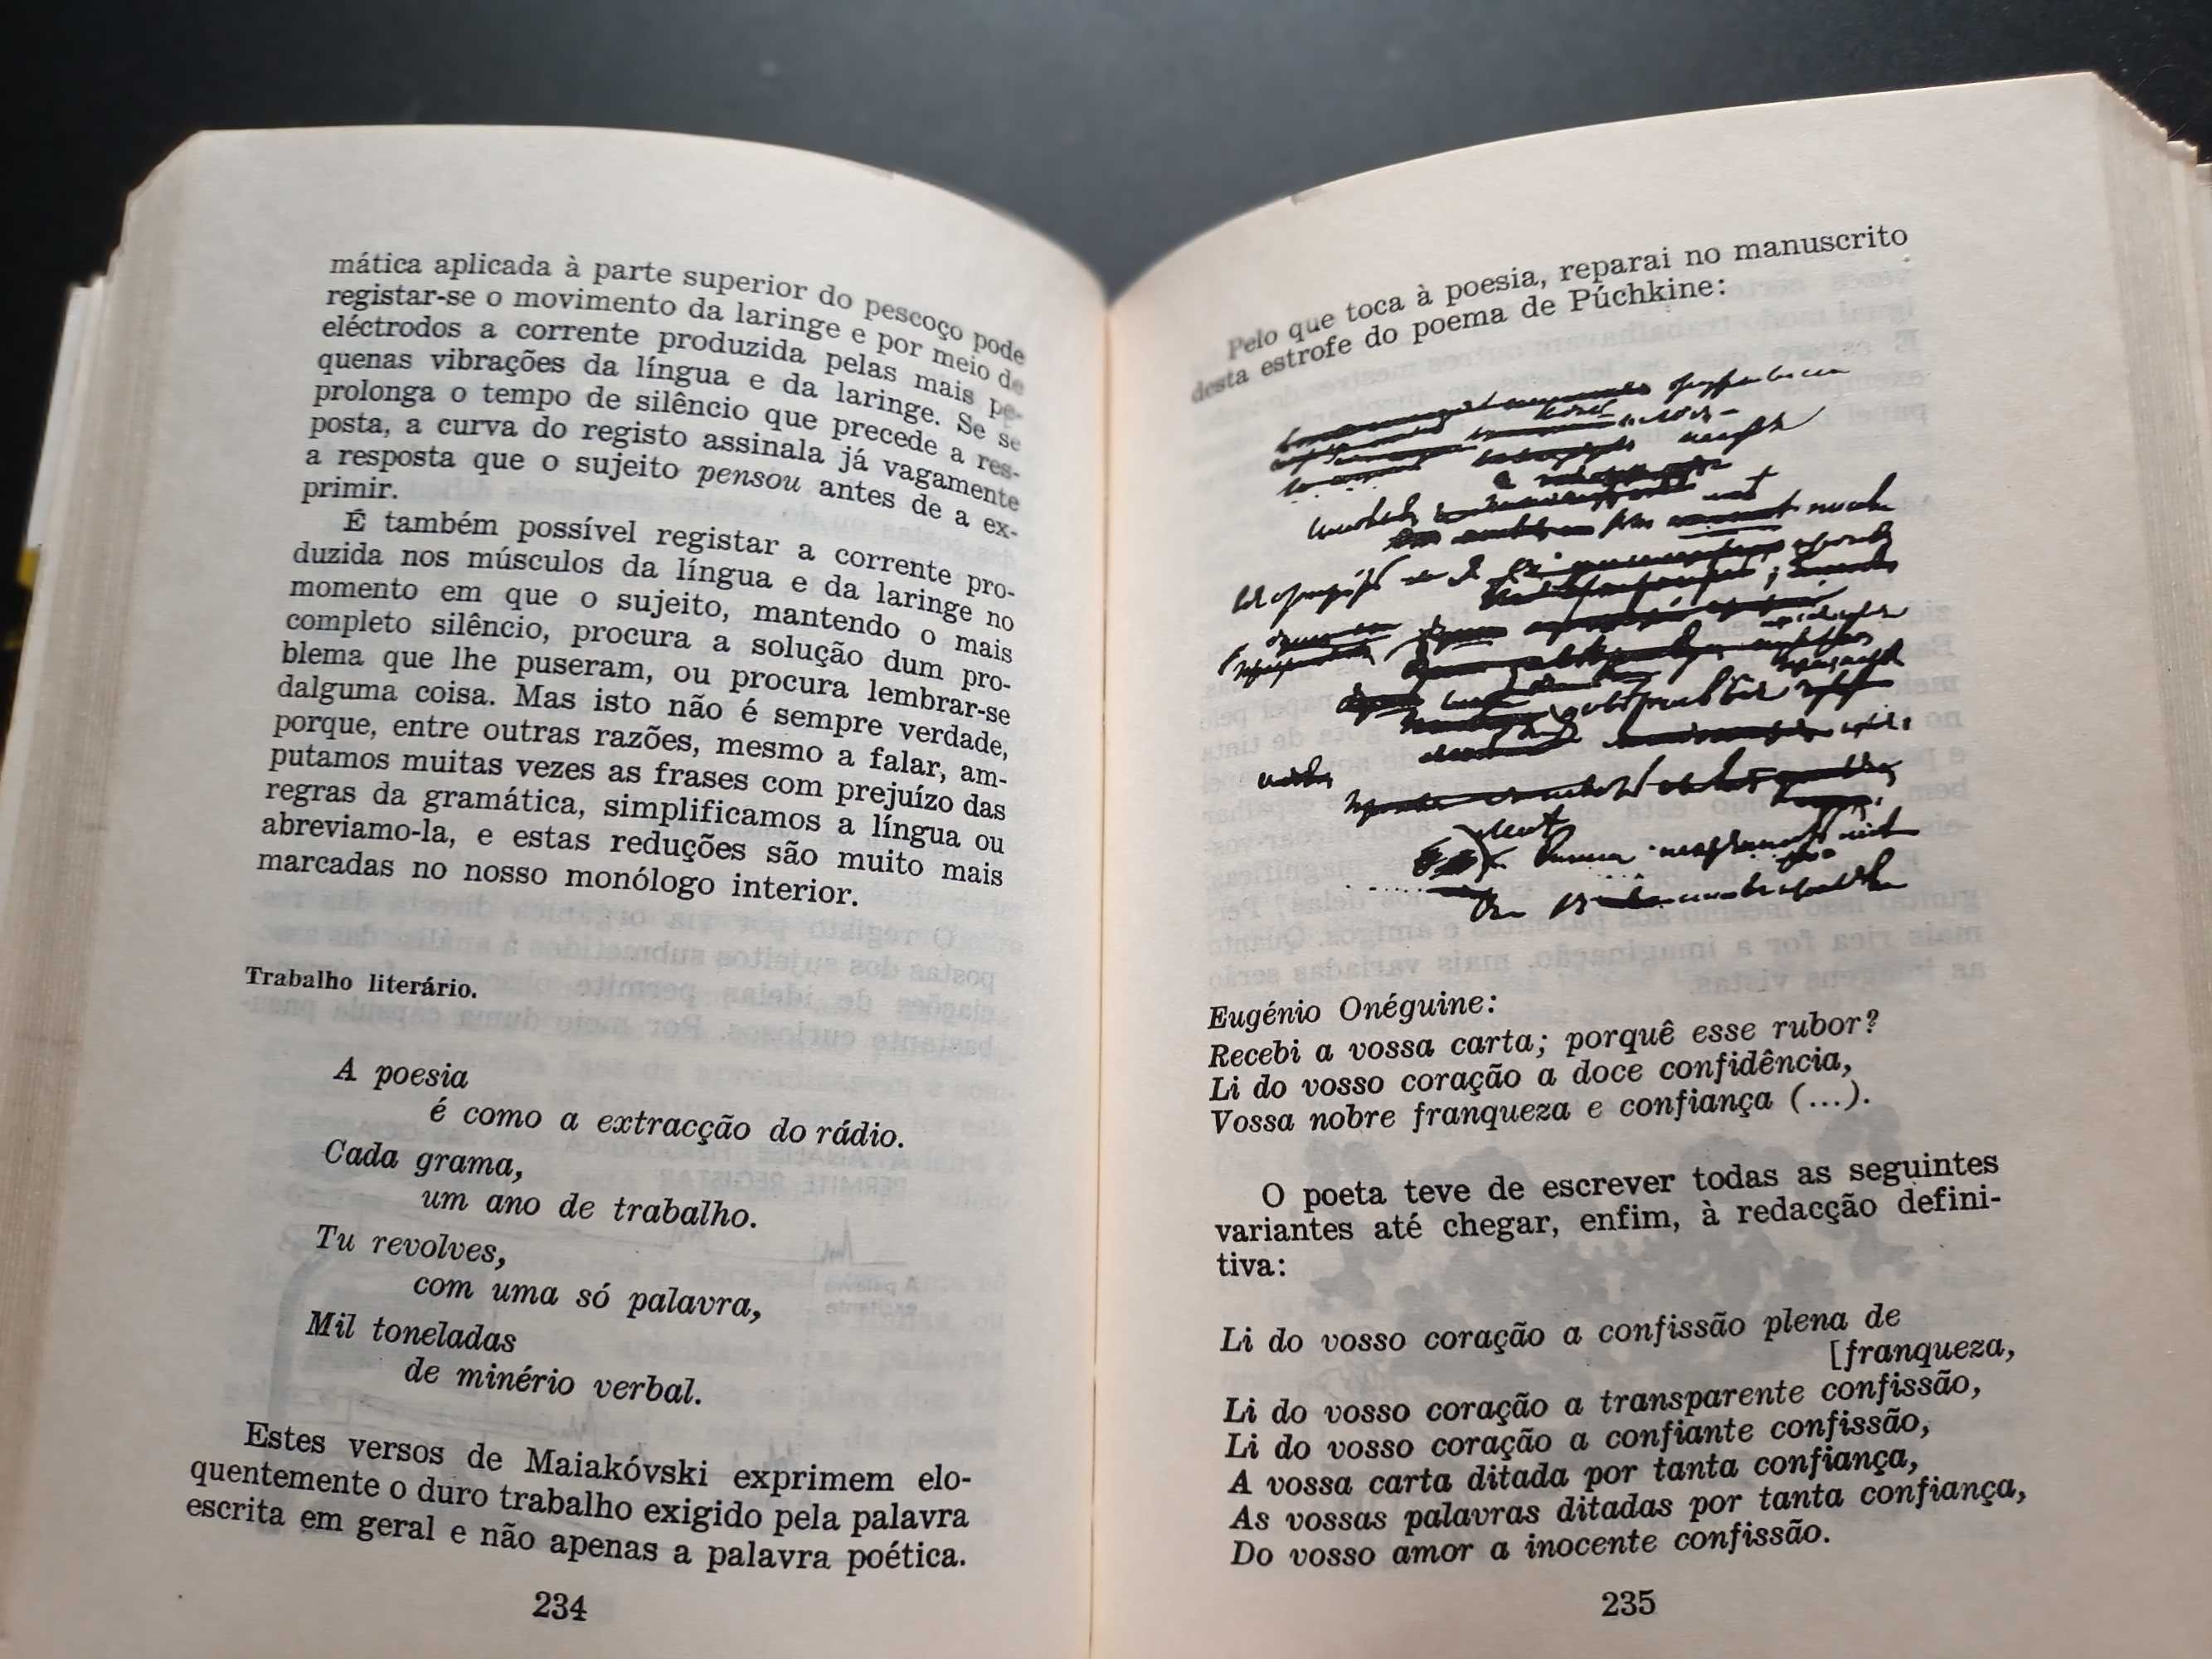 mática aplicada à parte superior do pescoço pode
registar-se o movimento da laringe e por meio de
eléctrodos a corrente produzida pelas mais pe-
quenas vibrações da língua e da laringe. Se se
prolonga o tempo de silêncio que precede a res-
posta, a curva do registo assinala já vagamente
a resposta que o sujeito pensou antes de a ex-
primir.
É também possível registar a corrente pro-
duzida nos músculos da língua e da laringe no
momento em que o sujeito, mantendo o mais
completo silêncio, procura a solução dum pro-
blema que lhe puseram, ou procura lembrar-se
dalguma coisa. Mas isto não é sempre verdade,
porque, entre outras razões, mesmo a falar, am-
putamos muitas vezes as frases com prejuízo das
regras da gramática, simplificamos a língua ou
abreviamo-la, e estas reduções são muito mais
marcadas no nosso monólogo interior.
Trabalho literário.
A poesia
é como a extracção do rádio.
Cada grama,
um ano de trabalho.
Tu revolves,
com uma só palavra,
Mil toneladas
de minério verbal.
Estes versos de Maiakóvski exprimem elo-
quentemente o duro trabalho exigido pela palavra
escrita em geral e não apenas a palavra poética.
234
Pelo que toca à poesia, reparai no manuscrito
desta estrofe do poema de Púchkine:
Eugénio Onéguine:
Recebi a vossa carta; porquê esse rubor?
Li do vosso coração a doce confidência,
Vossa nobre franqueza e confiança (...).
O poeta teve de escrever todas as seguintes
variantes até chegar, enfim, à redacção defini-
tiva:
Li do vosso coração a confissão plena de
[franqueza,
Li do vosso coração a transparente confissão,
Li do vosso coração a confiante confissão,
A vossa carta ditada por tanta confiança,
As vossas palavras ditadas por tanta confiança,
Do vosso amor a inocente confissão.
235